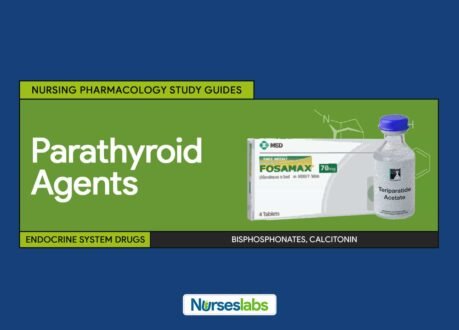 NURSING PHARMACOLOGY STUDY GUIDES
Parathyroid
Agents
MSD
FOSAMAX 70mg
4 Tablets
Teriparatide
Acetate
ENDOCRINE SYSTEM DRUGS
BISPHOSPHONATES, CALCITONIN
Nurseslabs